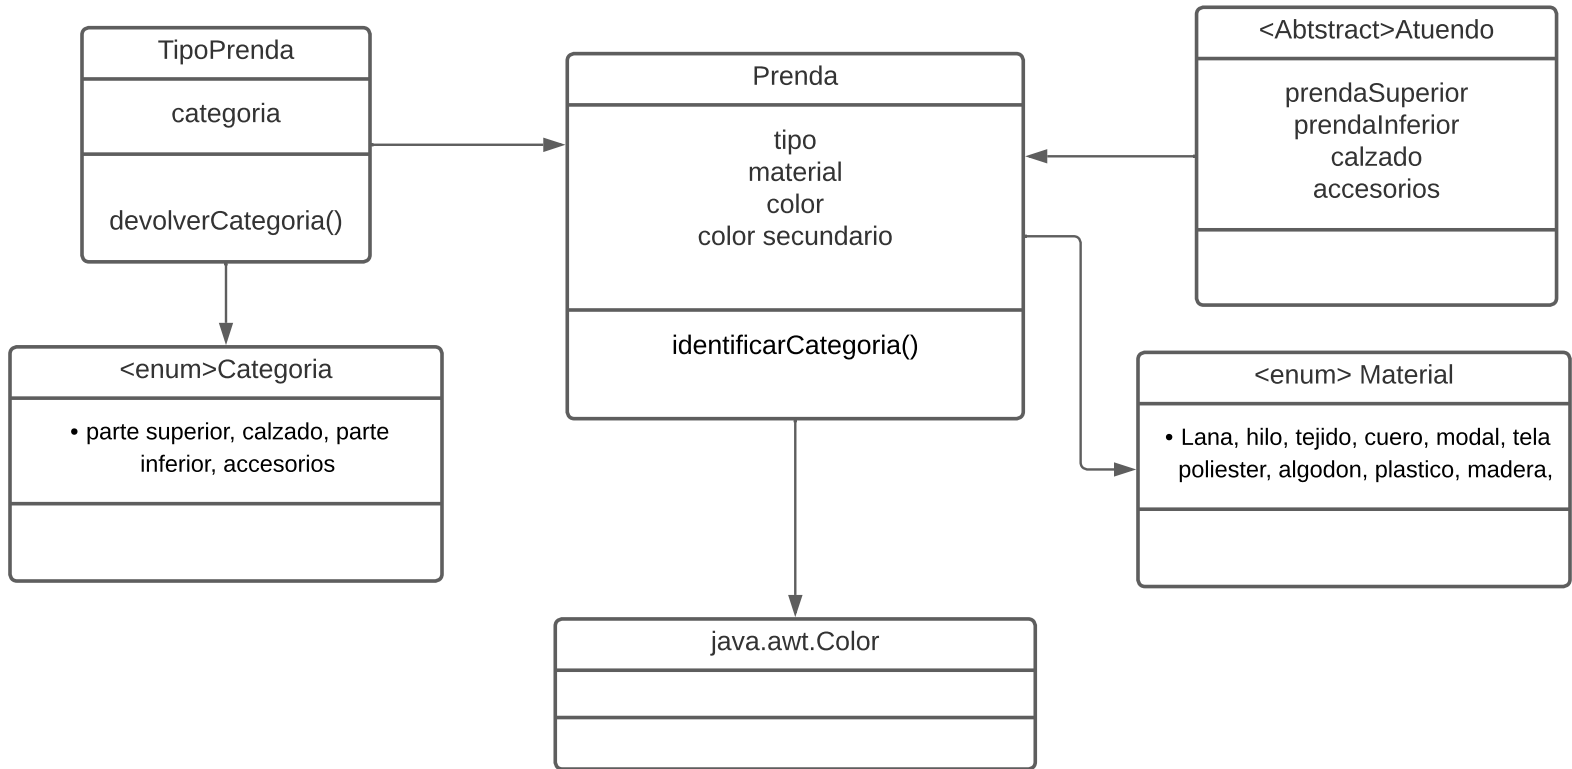 TipoPrenda
categoria
devolverCategoria()
Prenda
tipo
material
color
color secundario
identificarCategoria()
<Abtstract>Atuendo
prendaSuperior
prendaInferior
calzado
accesorios
<enum>Categoria
• parte superior, calzado, parte
inferior, accesorios
<enum> Material
• Lana, hilo, tejido, cuero, modal, tela
poliester, algodon, plastico, madera,
java.awt.Color